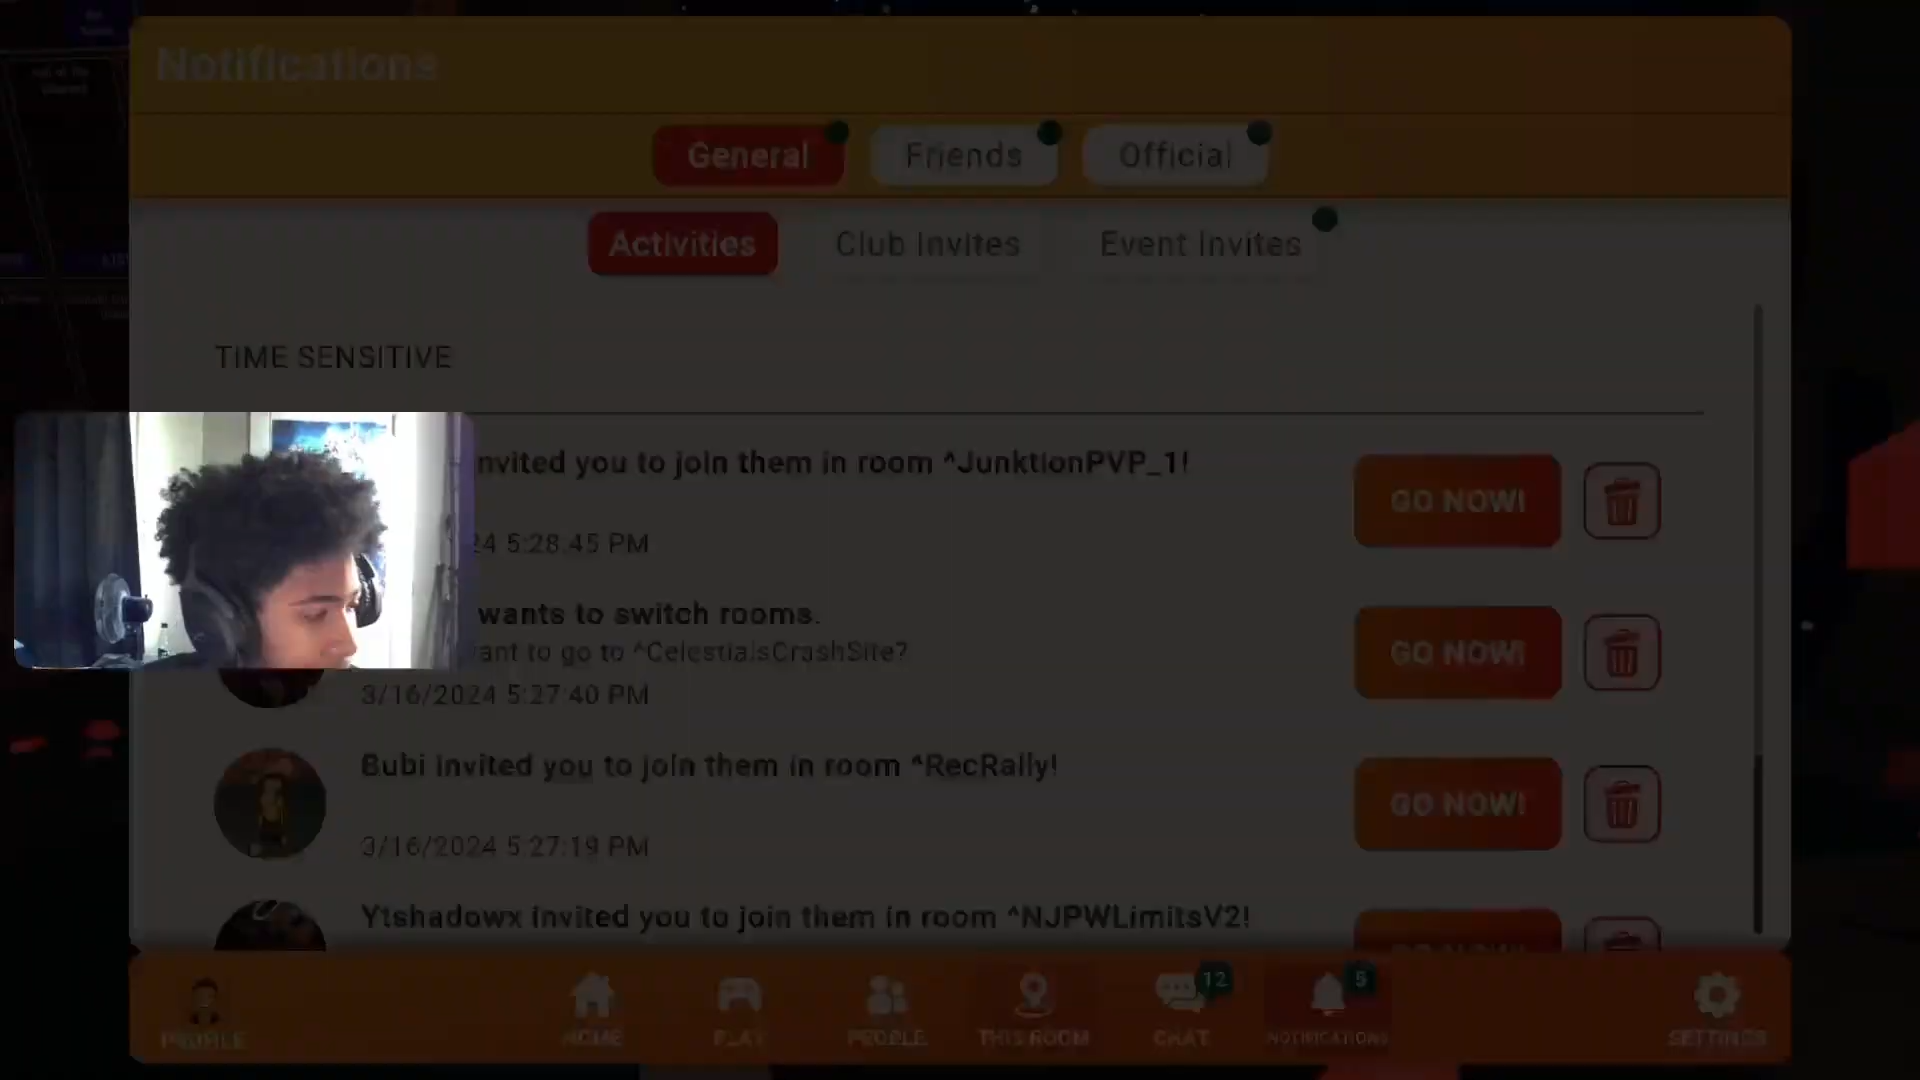 Notifications
General
Friends
Official
Activities
Club Invites
Event Invites
TIME SENSITIVE
nvited you to join them in room ^JunktionPVP_1!
24 5:28:45 PM
GO NOW!
wants to switch rooms.
ant to go to ^CelestialsCrashSite?
3/16/2024 5:27:40 PM
GO NOW!
Bubi invited you to join them in room ^RecRally!
3/16/2024 5:27:19 PM
GO NOW!
Ytshadowx invited you to join them in room ^NJPWLimitsV2!
PROFILE
HOME
PLAY
PEOPLE
THIS ROOM
CHAT
12
NOTIFICATIONS
5
SETTINGS